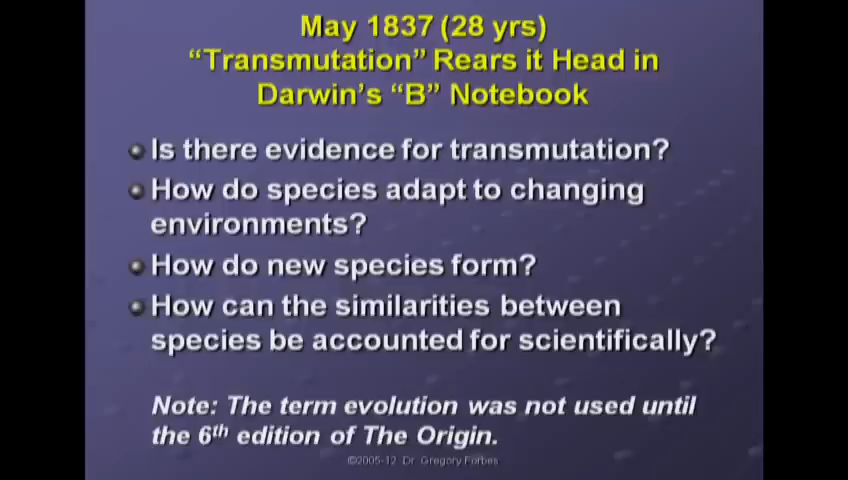 May 1837 (28 yrs)
“Transmutation” Rears it Head in
Darwin’s “B” Notebook
Is there evidence for transmutation?
How do species adapt to changing
environments?
How do new species form?
How can the similarities between
species be accounted for scientifically?
Note: The term evolution was not used until
the 6th edition of The Origin.
©2005-12 Dr. Gregory Forbes